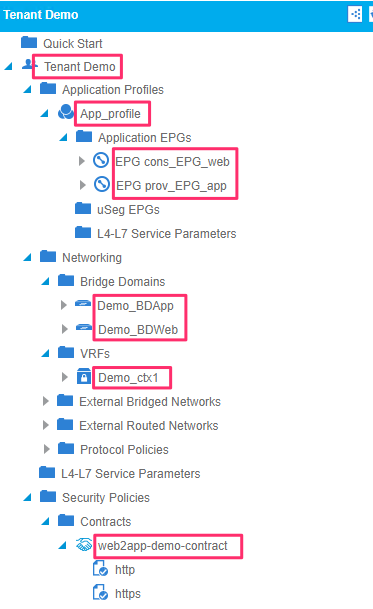 Tenant Demo
Quick Start
Tenant Demo
Application Profiles
App_profile
Application EPGs
EPG cons_EPG_web
EPG prov_EPG_app
uSeg EPGs
L4-L7 Service Parameters
Networking
Bridge Domains
Demo_BDApp
Demo_BDWeb
VRFs
Demo_ctx1
External Bridged Networks
External Routed Networks
Protocol Policies
L4-L7 Service Parameters
Security Policies
Contracts
web2app-demo-contract
http
https